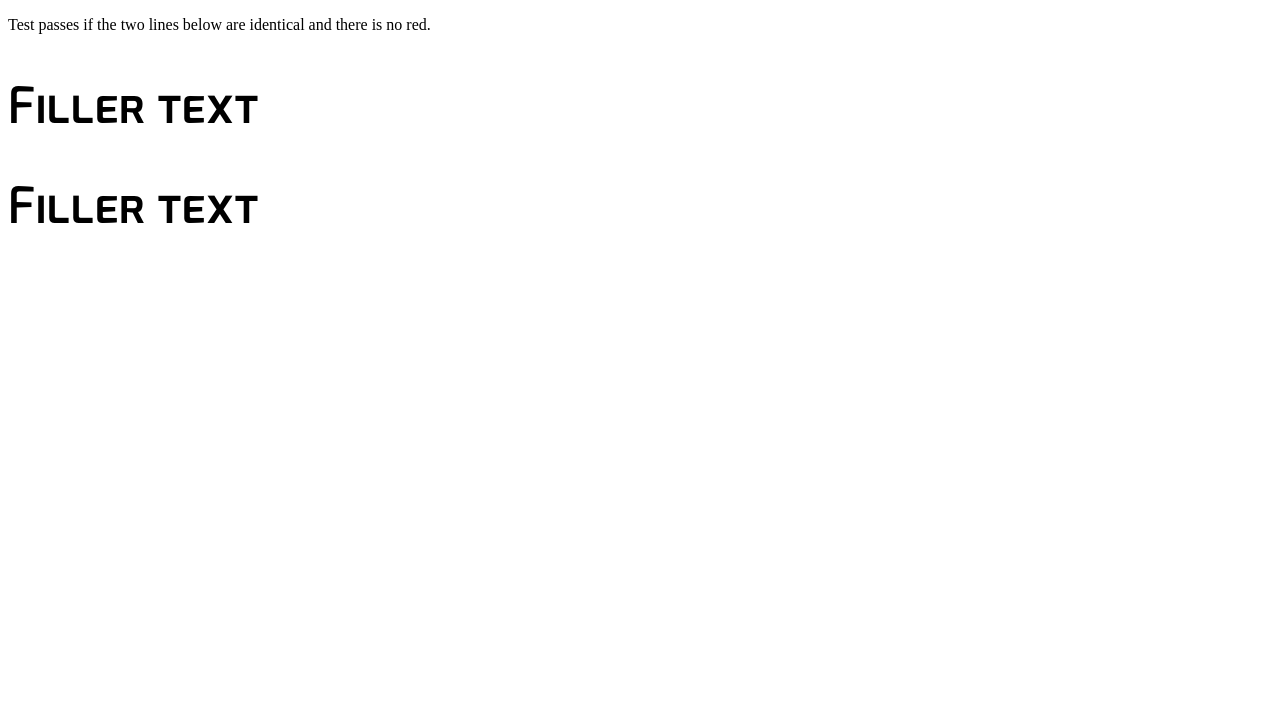 Test passes if the two lines below are identical and there is no red.
Filler text
Filler text